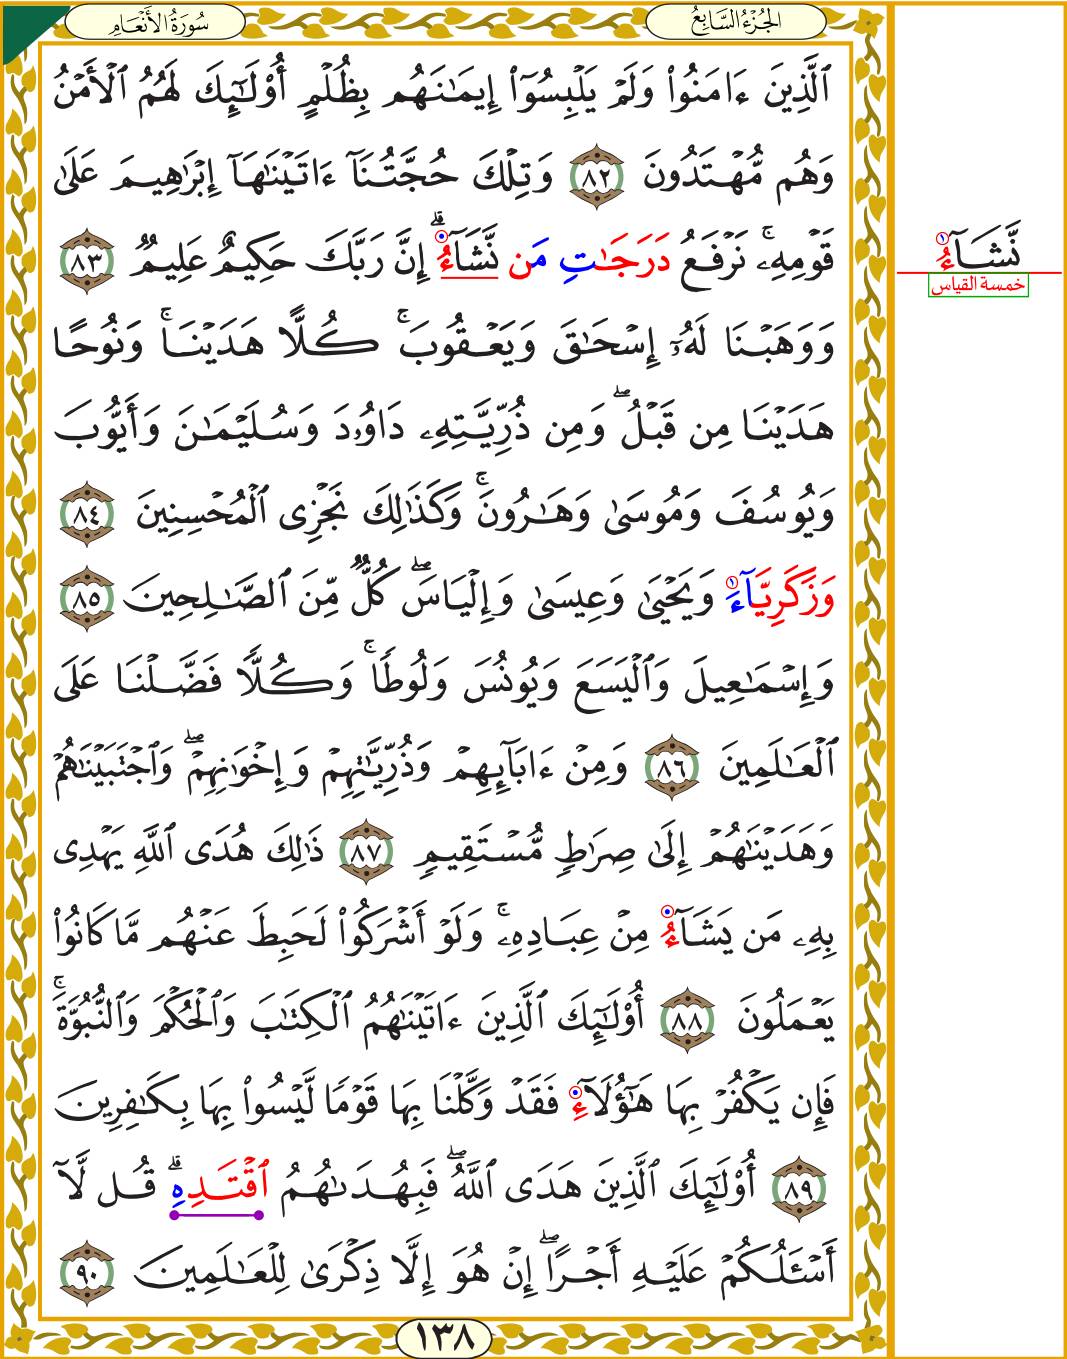 سُورَةُ الأَنْعَامِ
الجُزْءُ السَّابِعُ
ٱلَّذِينَ ءَامَنُواْ وَلَمْ يَلْبِسُوٓاْ إِيمَٰنَهُم بِظُلْمٍ أُوْلَٰٓئِكَ لَهُمُ ٱلْأَمْنُ
وَهُم مُّهْتَدُونَ ٨٢ وَتِلْكَ حُجَّتُنَآ ءَاتَيْنَٰهَآ إِبْرَٰهِيمَ عَلَىٰ
قَوْمِهِۦۚ نَرْفَعُ دَرَجَٰتِ مَن نَّشَآءُۗ إِنَّ رَبَّكَ حَكِيمٌ عَلِيمٌ ٨٣
وَوَهَبْنَا لَهُۥٓ إِسْحَٰقَ وَيَعْقُوبَۚ كُلًّا هَدَيْنَاۚ وَنُوحًا
هَدَيْنَا مِن قَبْلُۖ وَمِن ذُرِّيَّتِهِۦ دَاوُۥدَ وَسُلَيْمَٰنَ وَأَيُّوبَ
وَيُوسُفَ وَمُوسَىٰ وَهَٰرُونَۚ وَكَذَٰلِكَ نَجْزِى ٱلْمُحْسِنِينَ ٨٤
وَزَكَرِيَّآءَ وَيَحْيَىٰ وَعِيسَىٰ وَإِلْيَاسَۖ كُلٌّ مِّنَ ٱلصَّٰلِحِينَ ٨٥
وَإِسْمَٰعِيلَ وَٱلْيَسَعَ وَيُونُسَ وَلُوطًاۚ وَكُلًّا فَضَّلْنَا عَلَى
ٱلْعَٰلَمِينَ ٨٦ وَمِنْ ءَابَآئِهِمْ وَذُرِّيَّٰتِهِمْ وَإِخْوَٰنِهِمْۖ وَٱجْتَبَيْنَٰهُمْ
وَهَدَيْنَٰهُمْ إِلَىٰ صِرَٰطٍ مُّسْتَقِيمٍ ٨٧ ذَٰلِكَ هُدَى ٱللَّهِ يَهْدِى
بِهِۦ مَن يَشَآءُ مِنْ عِبَادِهِۦۚ وَلَوْ أَشْرَكُواْ لَحَبِطَ عَنْهُم مَّا كَانُواْ
يَعْمَلُونَ ٨٨ أُوْلَٰٓئِكَ ٱلَّذِينَ ءَاتَيْنَٰهُمُ ٱلْكِتَٰبَ وَٱلْحُكْمَ وَٱلنُّبُوَّةَۚ
فَإِن يَكْفُرْ بِهَا هَٰٓؤُلَآءِ فَقَدْ وَكَّلْنَا بِهَا قَوْمًا لَّيْسُواْ بِهَا بِكَٰفِرِينَ
٨٩ أُوْلَٰٓئِكَ ٱلَّذِينَ هَدَى ٱللَّهُۖ فَبِهُدَىٰهُمُ ٱقْتَدِهِۗ قُل لَّآ
أَسْـَٔلُكُمْ عَلَيْهِ أَجْرًاۖ إِنْ هُوَ إِلَّا ذِكْرَىٰ لِلْعَٰلَمِينَ ٩٠
١٣٨
نَّشَآءُ
خمسة القياس